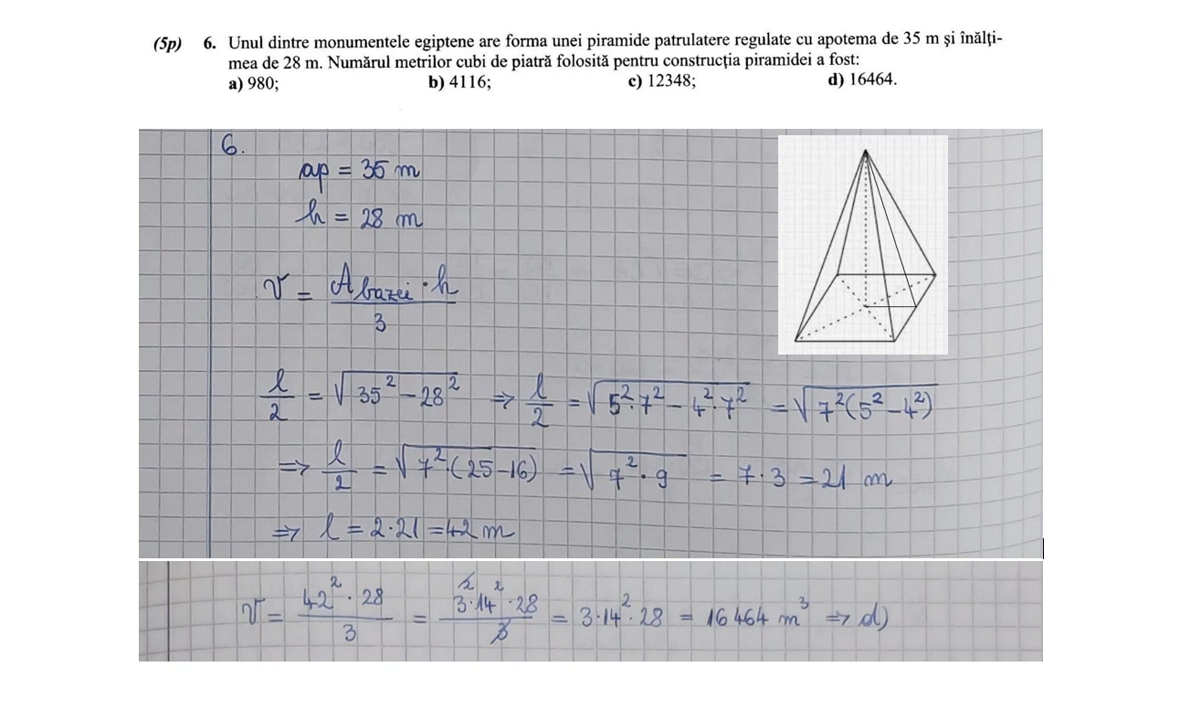 (5p) 6. Unul dintre monumentele egiptene are forma unei piramide patrulatere regulate cu apotema de 35 m și înălți-
mea de 28 m. Numărul metrilor cubi de piatră folosită pentru construcția piramidei a fost:
a) 980; b) 4116; c) 12348; d) 16464.
6.
ap = 35 m
h = 28 m
V = A bazei · h / 3
l/2 = √(35² − 28²) ⇒ l/2 = √(5²·7² − 4²·7²) = √(7²(5² − 4²))
⇒ l/2 = √(7²·(25−16)) = √(7²·9) = 7·3 = 21 m
⇒ l = 2·21 = 42 m
V = 42²·28 / 3 = 3²·14²·28 / 3 = 3·14²·28 = 16 464 m³ ⇒ d)